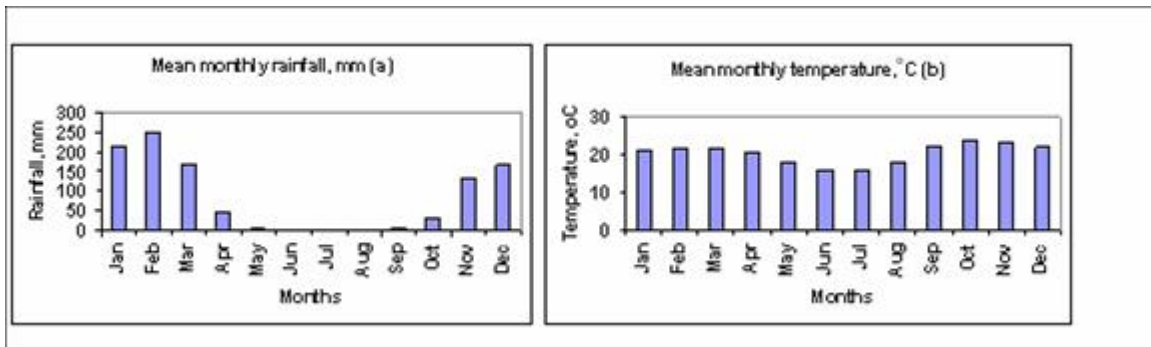 Mean monthly rainfall, mm (a)
300
250
200
150
100
50
0
Rainfall, mm
Jan Feb Mar Apr May Jun Jul Aug Sep Oct Nov Dec
Months
Mean monthly temperature, °C (b)
30
20
10
0
Temperature, oC
Jan Feb Mar Apr May Jun Jul Aug Sep Oct Nov Dec
Months